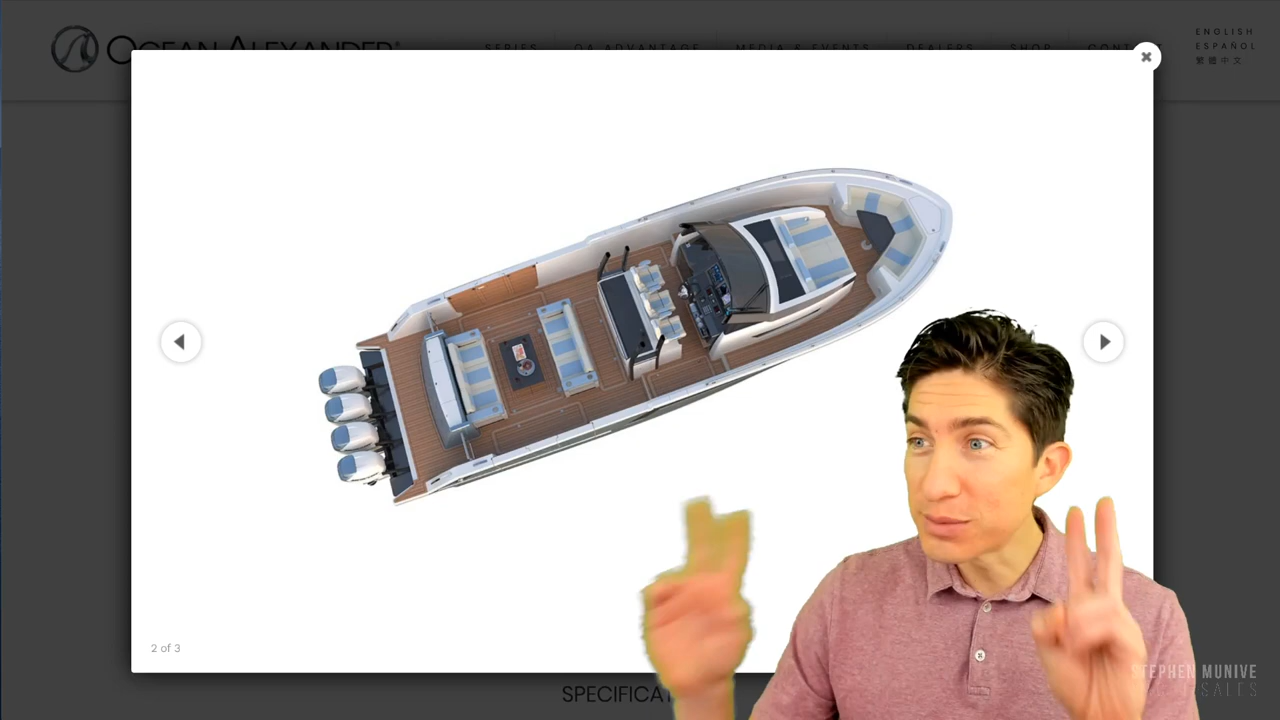 OCEAN ALEXANDER
SERIES OA ADVANTAGE MEDIA & EVENTS DEALERS SHOP
ENGLISH
ESPAÑOL
繁體中文
2 of 3
STEPHEN MUNIVE